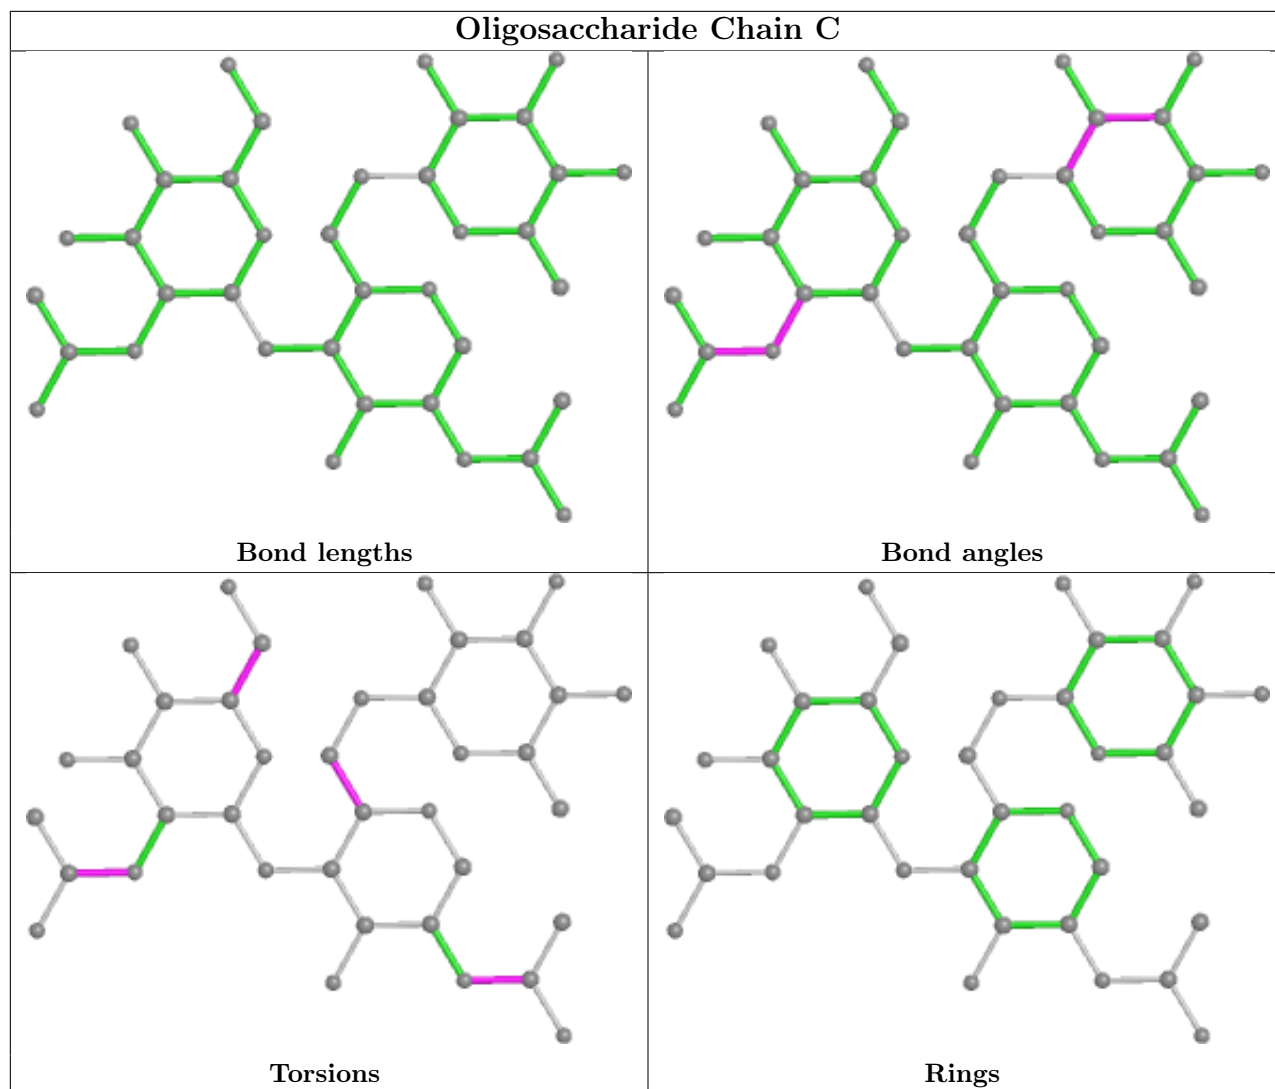 Oligosaccharide Chain C
Bond lengths
Bond angles
Torsions
Rings